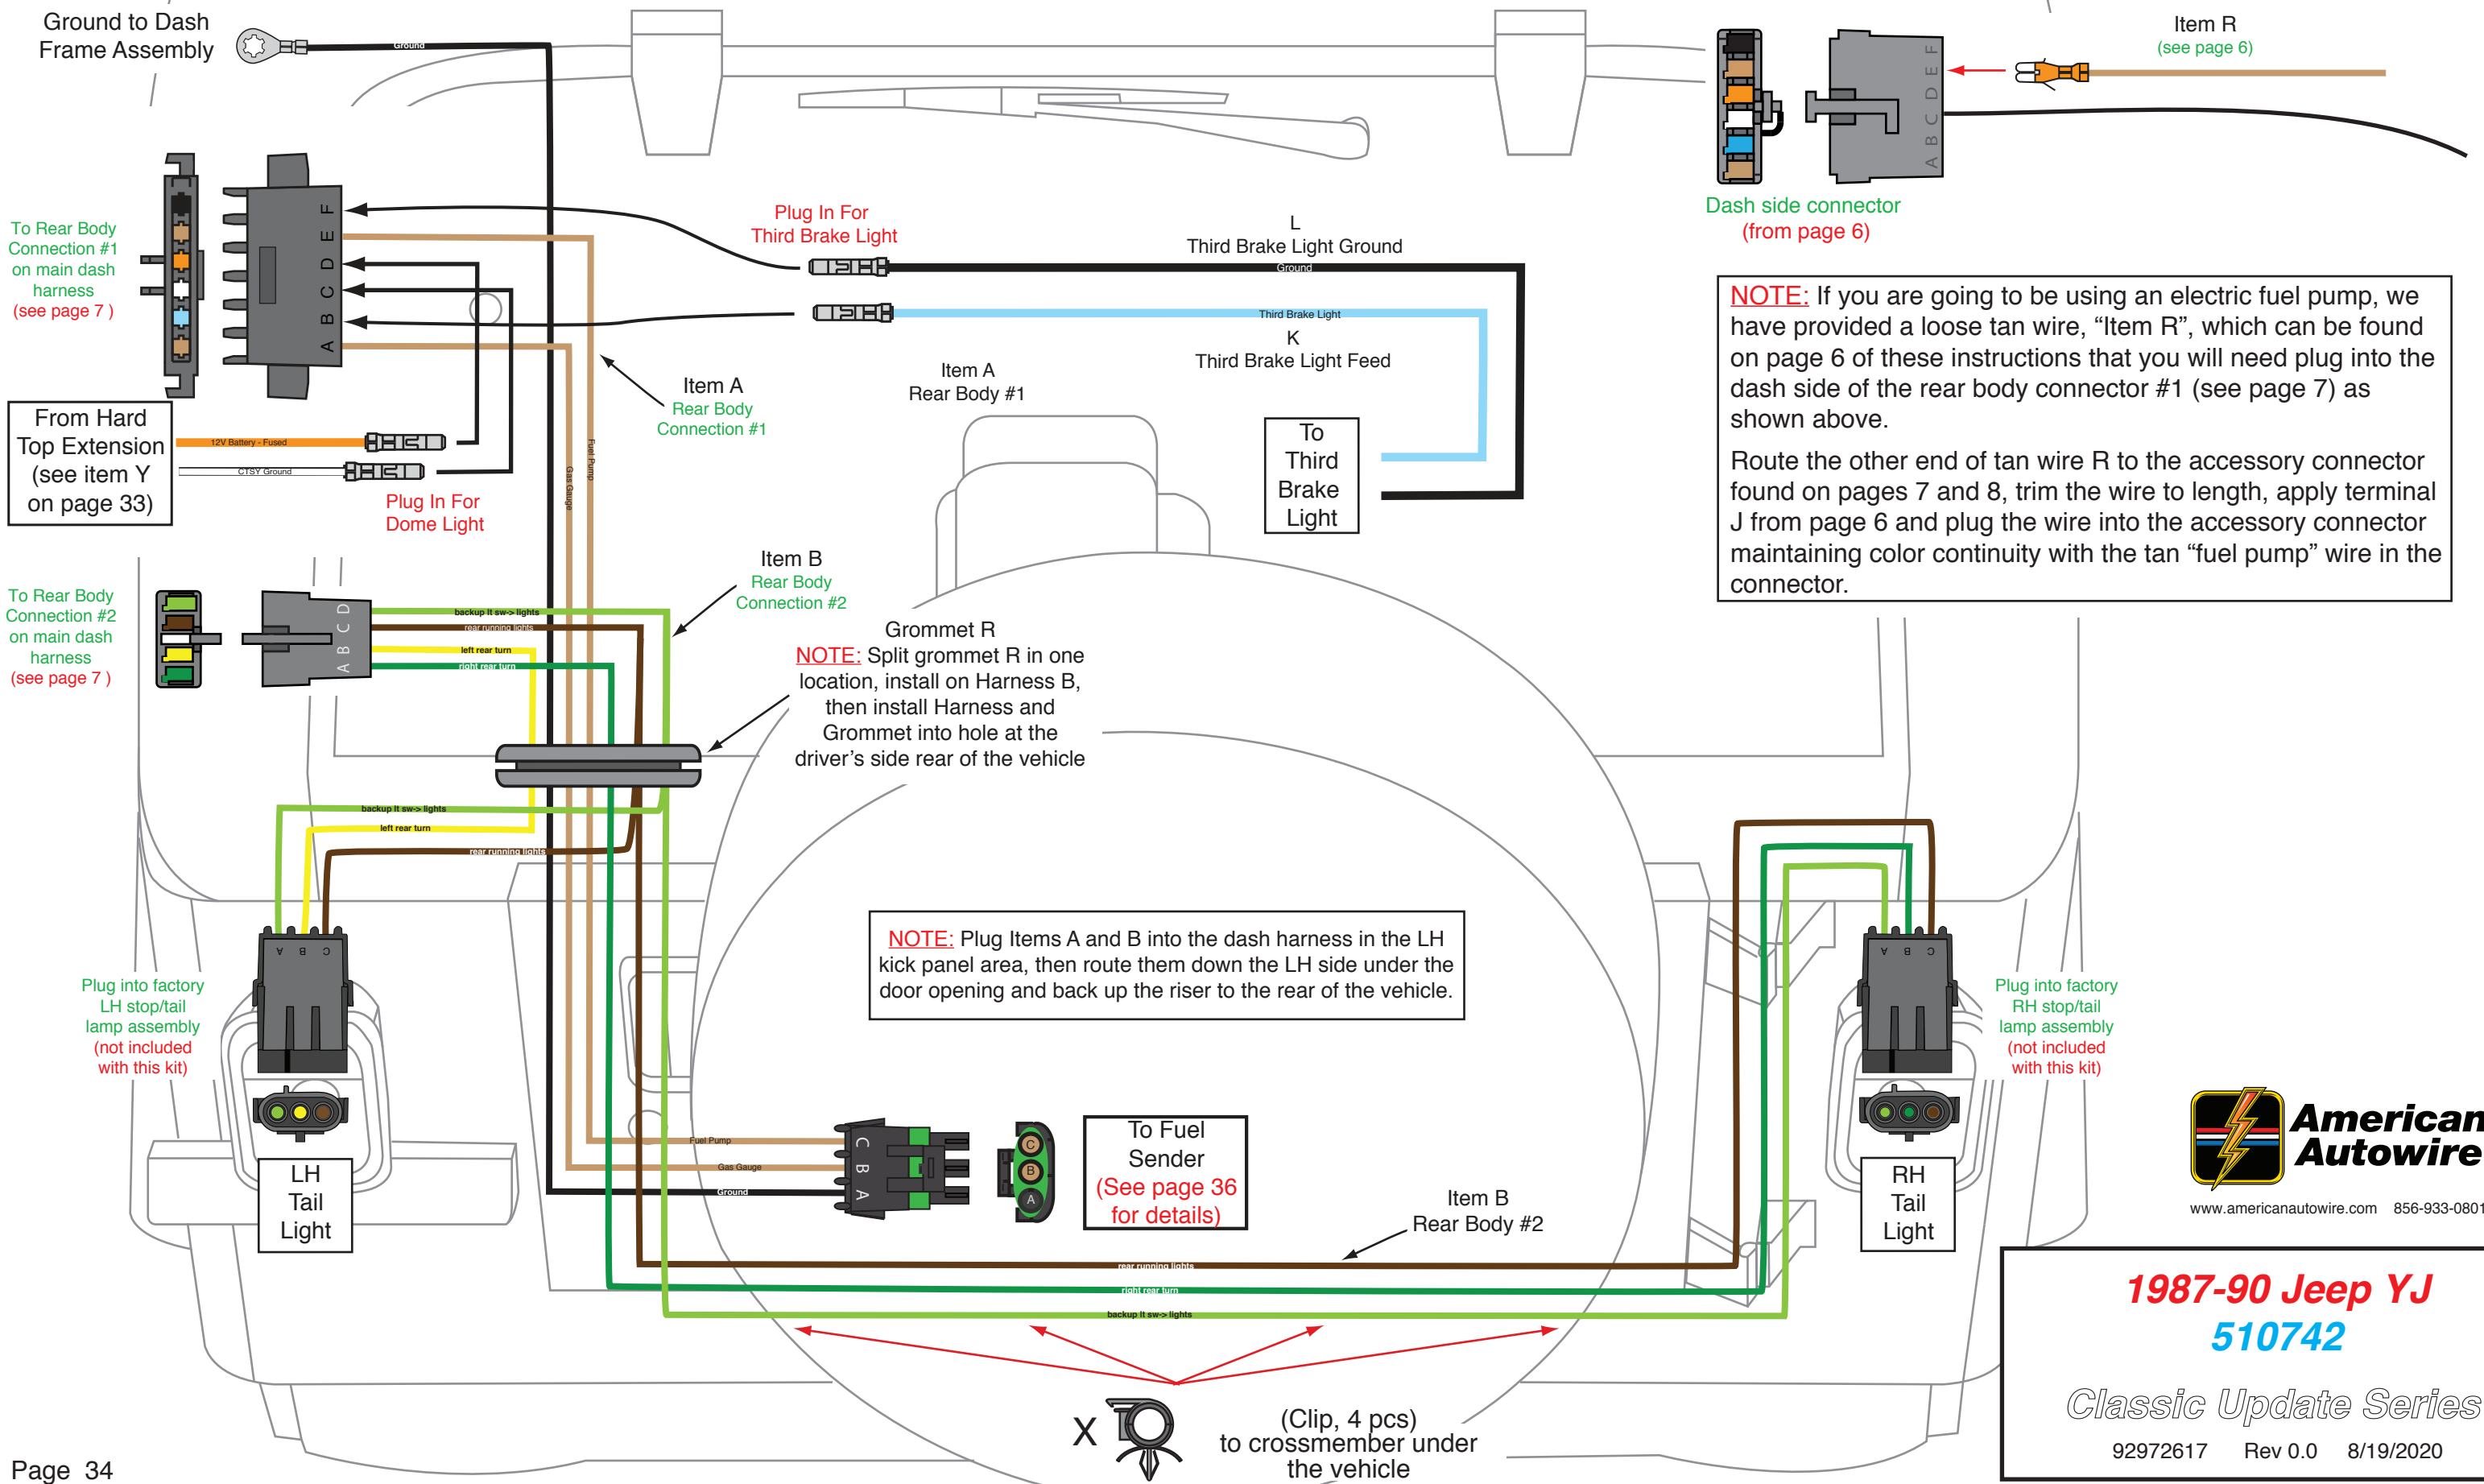 Ground to Dash
Frame Assembly
Ground
Item R
(see page 6)
A B C D E F
Dash side connector
(from page 6)
To Rear Body
Connection #1
on main dash
harness
(see page 7 )
A B C D E F
Plug In For
Third Brake Light
L
Third Brake Light Ground
Ground
Third Brake Light
K
Third Brake Light Feed
Item A
Rear Body
Connection #1
Item A
Rear Body #1
Fuel Pump
Gas Gauge
From Hard
Top Extension
(see item Y
on page 33)
12V Battery - Fused
CTSY Ground
Plug In For
Dome Light
To
Third
Brake
Light
NOTE: If you are going to be using an electric fuel pump, we
have provided a loose tan wire, “Item R”, which can be found
on page 6 of these instructions that you will need plug into the
dash side of the rear body connector #1 (see page 7) as
shown above.
Route the other end of tan wire R to the accessory connector
found on pages 7 and 8, trim the wire to length, apply terminal
J from page 6 and plug the wire into the accessory connector
maintaining color continuity with the tan “fuel pump” wire in the
connector.
To Rear Body
Connection #2
on main dash
harness
(see page 7 )
A B C D
backup lt sw-> lights
rear running lights
left rear turn
right rear turn
Item B
Rear Body
Connection #2
Grommet R
NOTE: Split grommet R in one
location, install on Harness B,
then install Harness and
Grommet into hole at the
driver’s side rear of the vehicle
backup lt sw-> lights
left rear turn
rear running lights
A B C
Plug into factory
LH stop/tail
lamp assembly
(not included
with this kit)
LH
Tail
Light
NOTE: Plug Items A and B into the dash harness in the LH
kick panel area, then route them down the LH side under the
door opening and back up the riser to the rear of the vehicle.
Fuel Pump
Gas Gauge
Ground
C
B
A
C
B
A
To Fuel
Sender
(See page 36
for details)
Item B
Rear Body #2
rear running lights
right rear turn
backup lt sw-> lights
A B C
Plug into factory
RH stop/tail
lamp assembly
(not included
with this kit)
RH
Tail
Light
X
(Clip, 4 pcs)
to crossmember under
the vehicle
American
Autowire
www.americanautowire.com 856-933-0801
1987-90 Jeep YJ
510742
Classic Update Series
92972617 Rev 0.0 8/19/2020
Page 34